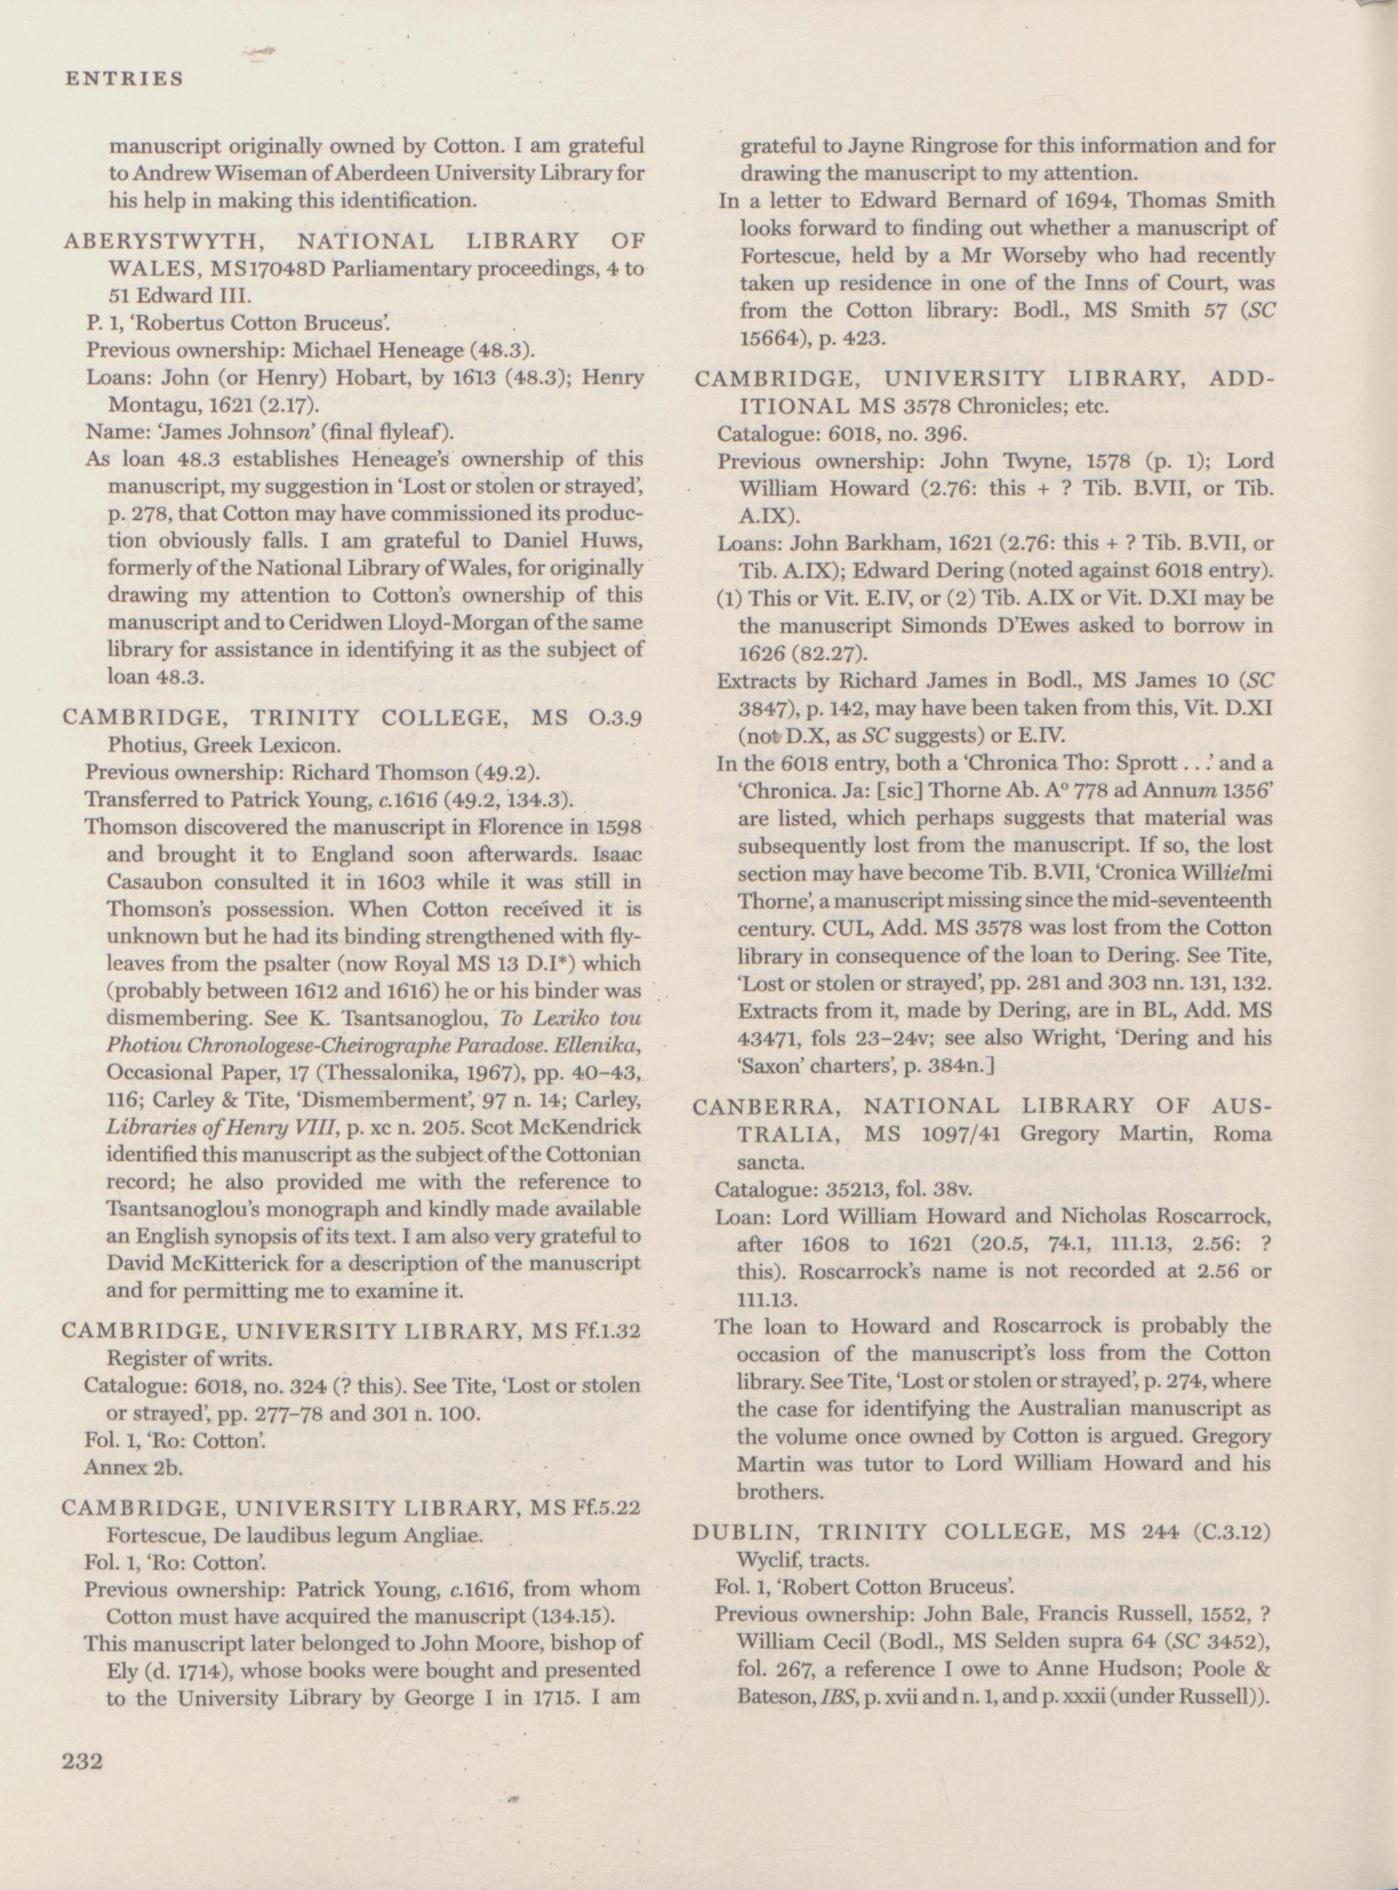 ENTRIES
manuscript originally owned by Cotton. I am grateful
to Andrew Wiseman of Aberdeen University Library for
his help in making this identification.
ABERYSTWYTH, NATIONAL LIBRARY OF
WALES, MS17048D Parliamentary proceedings, 4 to
51 Edward III.
P. 1, ‘Robertus Cotton Bruceus’.
Previous ownership: Michael Heneage (48.3).
Loans: John (or Henry) Hobart, by 1613 (48.3); Henry
Montagu, 1621 (2.17).
Name: ‘James Johnson’ (final flyleaf).
As loan 48.3 establishes Heneage’s ownership of this
manuscript, my suggestion in ‘Lost or stolen or strayed’,
p. 278, that Cotton may have commissioned its produc-
tion obviously falls. I am grateful to Daniel Huws,
formerly of the National Library of Wales, for originally
drawing my attention to Cotton’s ownership of this
manuscript and to Ceridwen Lloyd-Morgan of the same
library for assistance in identifying it as the subject of
loan 48.3.
CAMBRIDGE, TRINITY COLLEGE, MS O.3.9
Photius, Greek Lexicon.
Previous ownership: Richard Thomson (49.2).
Transferred to Patrick Young, c.1616 (49.2, 134.3).
Thomson discovered the manuscript in Florence in 1598
and brought it to England soon afterwards. Isaac
Casaubon consulted it in 1603 while it was still in
Thomson’s possession. When Cotton received it is
unknown but he had its binding strengthened with fly-
leaves from the psalter (now Royal MS 13 D.I*) which
(probably between 1612 and 1616) he or his binder was
dismembering. See K. Tsantsanoglou, To Lexiko tou
Photiou Chronologese-Cheirographe Paradose. Ellenika,
Occasional Paper, 17 (Thessalonika, 1967), pp. 40–43,
116; Carley & Tite, ‘Dismemberment’, 97 n. 14; Carley,
Libraries of Henry VIII, p. xc n. 205. Scot McKendrick
identified this manuscript as the subject of the Cottonian
record; he also provided me with the reference to
Tsantsanoglou’s monograph and kindly made available
an English synopsis of its text. I am also very grateful to
David McKitterick for a description of the manuscript
and for permitting me to examine it.
CAMBRIDGE, UNIVERSITY LIBRARY, MS Ff.1.32
Register of writs.
Catalogue: 6018, no. 324 (? this). See Tite, ‘Lost or stolen
or strayed’, pp. 277–78 and 301 n. 100.
Fol. 1, ‘Ro: Cotton’.
Annex 2b.
CAMBRIDGE, UNIVERSITY LIBRARY, MS Ff.5.22
Fortescue, De laudibus legum Angliae.
Fol. 1, ‘Ro: Cotton’.
Previous ownership: Patrick Young, c.1616, from whom
Cotton must have acquired the manuscript (134.15).
This manuscript later belonged to John Moore, bishop of
Ely (d. 1714), whose books were bought and presented
to the University Library by George I in 1715. I am
grateful to Jayne Ringrose for this information and for
drawing the manuscript to my attention.
In a letter to Edward Bernard of 1694, Thomas Smith
looks forward to finding out whether a manuscript of
Fortescue, held by a Mr Worseby who had recently
taken up residence in one of the Inns of Court, was
from the Cotton library: Bodl., MS Smith 57 (SC
15664), p. 423.
CAMBRIDGE, UNIVERSITY LIBRARY, ADD-
ITIONAL MS 3578 Chronicles; etc.
Catalogue: 6018, no. 396.
Previous ownership: John Twyne, 1578 (p. 1); Lord
William Howard (2.76: this + ? Tib. B.VII, or Tib.
A.IX).
Loans: John Barkham, 1621 (2.76: this + ? Tib. B.VII, or
Tib. A.IX); Edward Dering (noted against 6018 entry).
(1) This or Vit. E.IV, or (2) Tib. A.IX or Vit. D.XI may be
the manuscript Simonds D’Ewes asked to borrow in
1626 (82.27).
Extracts by Richard James in Bodl., MS James 10 (SC
3847), p. 142, may have been taken from this, Vit. D.XI
(not D.X, as SC suggests) or E.IV.
In the 6018 entry, both a ‘Chronica Tho: Sprott . . .’ and a
‘Chronica. Ja: [sic] Thorne Ab. Aº 778 ad Annum 1356’
are listed, which perhaps suggests that material was
subsequently lost from the manuscript. If so, the lost
section may have become Tib. B.VII, ‘Cronica Willielmi
Thorne’, a manuscript missing since the mid-seventeenth
century. CUL, Add. MS 3578 was lost from the Cotton
library in consequence of the loan to Dering. See Tite,
‘Lost or stolen or strayed’, pp. 281 and 303 nn. 131, 132.
Extracts from it, made by Dering, are in BL, Add. MS
43471, fols 23–24v; see also Wright, ‘Dering and his
‘Saxon’ charters’, p. 384n.]
CANBERRA, NATIONAL LIBRARY OF AUS-
TRALIA, MS 1097/41 Gregory Martin, Roma
sancta.
Catalogue: 35213, fol. 38v.
Loan: Lord William Howard and Nicholas Roscarrock,
after 1608 to 1621 (20.5, 74.1, 111.13, 2.56: ?
this). Roscarrock’s name is not recorded at 2.56 or
111.13.
The loan to Howard and Roscarrock is probably the
occasion of the manuscript’s loss from the Cotton
library. See Tite, ‘Lost or stolen or strayed’, p. 274, where
the case for identifying the Australian manuscript as
the volume once owned by Cotton is argued. Gregory
Martin was tutor to Lord William Howard and his
brothers.
DUBLIN, TRINITY COLLEGE, MS 244 (C.3.12)
Wyclif, tracts.
Fol. 1, ‘Robert Cotton Bruceus’.
Previous ownership: John Bale, Francis Russell, 1552, ?
William Cecil (Bodl., MS Selden supra 64 (SC 3452),
fol. 267, a reference I owe to Anne Hudson; Poole &
Bateson, IBS, p. xvii and n. 1, and p. xxxii (under Russell)).
232